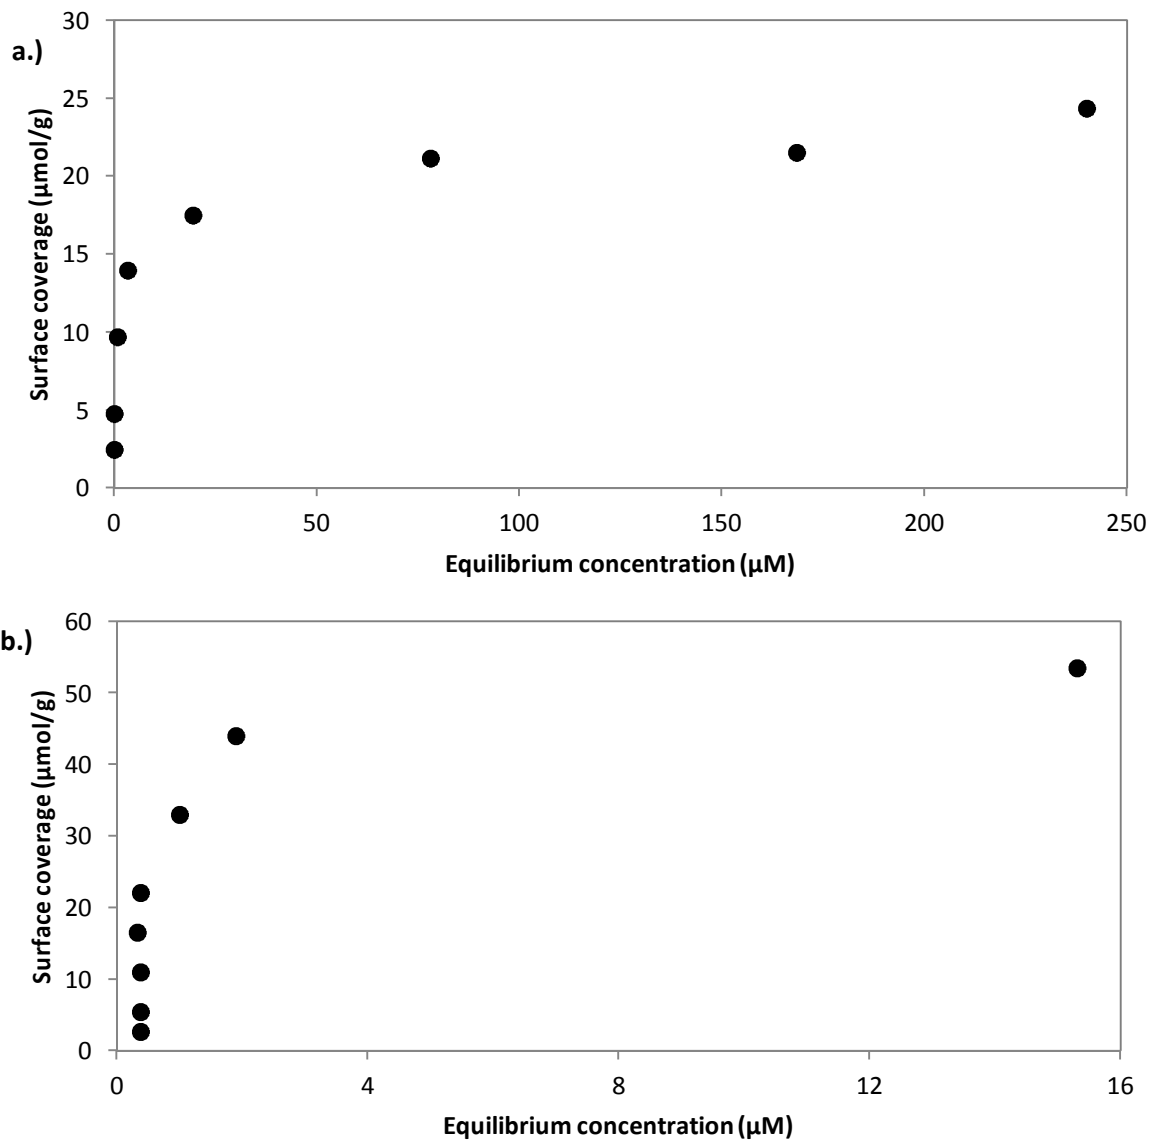 a.)
Surface coverage (µmol/g)
30
25
20
15
10
5
0
0 50 100 150 200 250
Equilibrium concentration (µM)
b.)
Surface coverage (µmol/g)
60
50
40
30
20
10
0
0 4 8 12 16
Equilibrium concentration (µM)